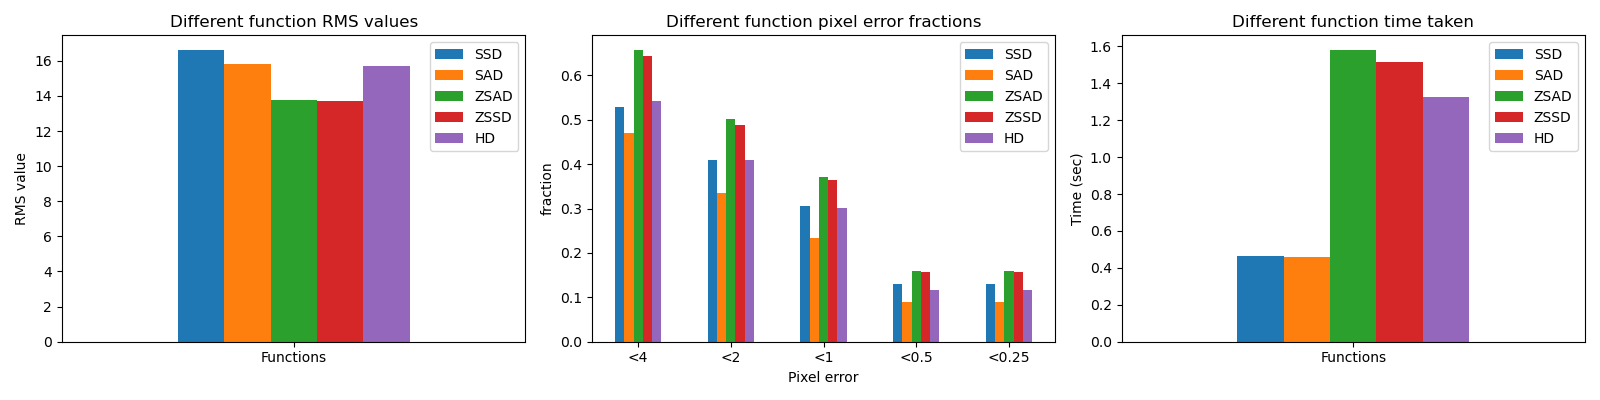 Different function RMS values
RMS value
16
14
12
10
8
6
4
2
0
Functions
SSD
SAD
ZSAD
ZSSD
HD
Different function pixel error fractions
fraction
0.6
0.5
0.4
0.3
0.2
0.1
0.0
<4 <2 <1 <0.5 <0.25
Pixel error
SSD
SAD
ZSAD
ZSSD
HD
Different function time taken
Time (sec)
1.6
1.4
1.2
1.0
0.8
0.6
0.4
0.2
0.0
Functions
SSD
SAD
ZSAD
ZSSD
HD